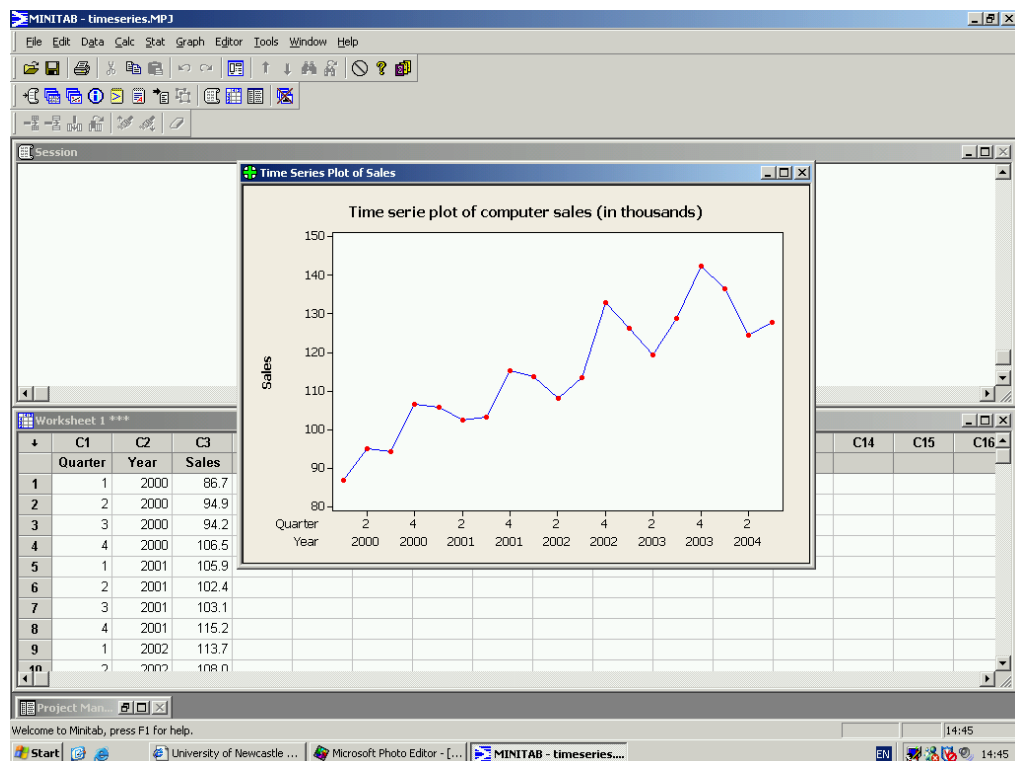 MINITAB - timeseries.MPJ
File Edit Data Calc Stat Graph Editor Tools Window Help
Session
Time Series Plot of Sales
Time serie plot of computer sales (in thousands)
150
140
130
120
110
100
90
80
Sales
Quarter 2 4 2 4 2 4 2 4 2
Year 2000 2000 2001 2001 2002 2002 2003 2003 2004
Worksheet 1 ***
C1 C2 C3 C14 C15 C16
Quarter Year Sales
1 1 2000 86.7
2 2 2000 94.9
3 3 2000 94.2
4 4 2000 106.5
5 1 2001 105.9
6 2 2001 102.4
7 3 2001 103.1
8 4 2001 115.2
9 1 2002 113.7
10 2 2002 108.0
Project Man...
Welcome to Minitab, press F1 for help.
14:45
Start University of Newcastle ... Microsoft Photo Editor - [... MINITAB - timeseries.... EN 14:45